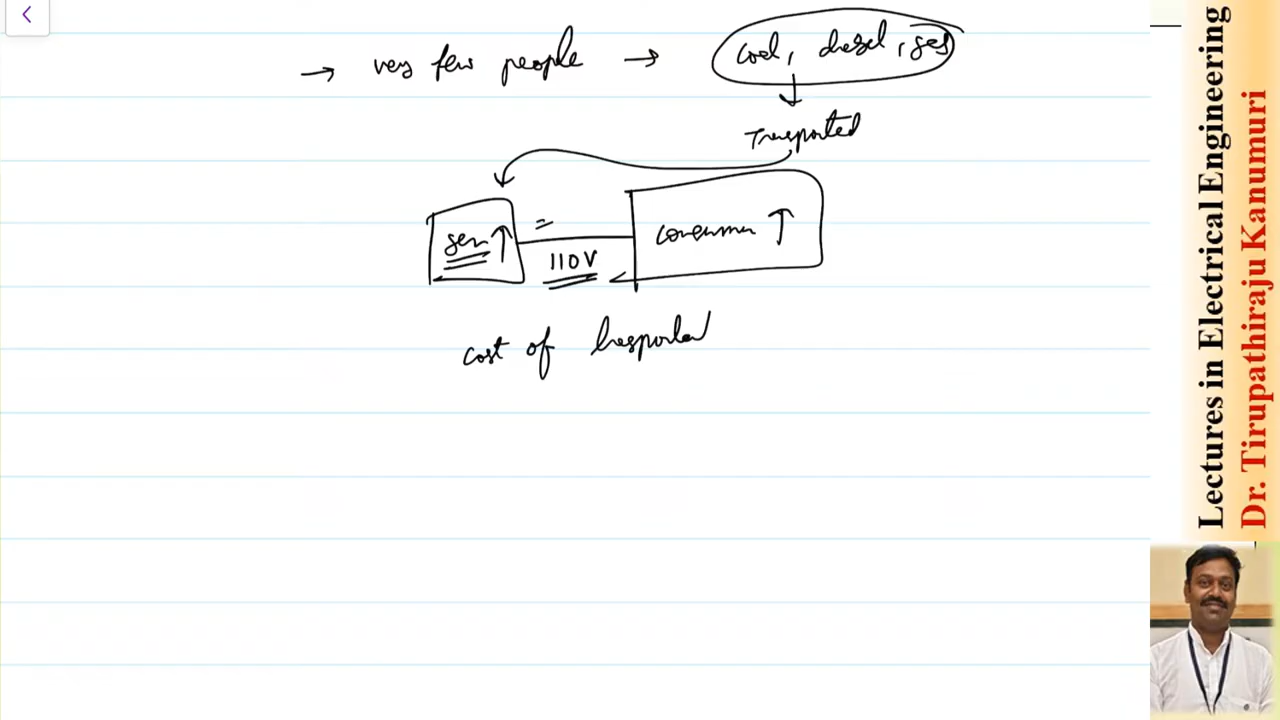 → very few people → coal, diesel, gas
Transported
gen ↑ = 110V consumer ↑
cost of
Lectures in Electrical Engineering
Dr. Tirupathiraju Kanumuri